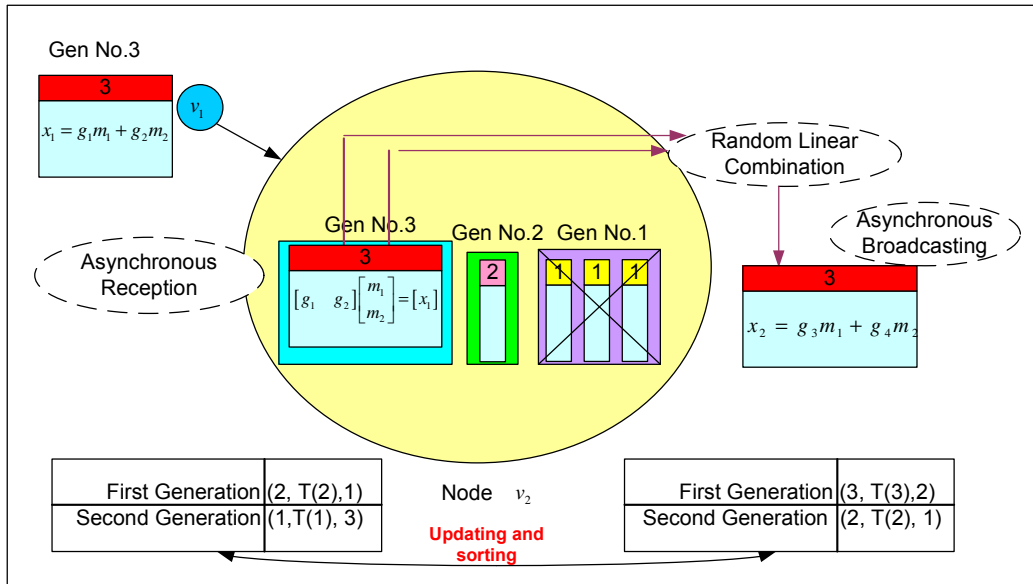 Gen No.3
3
x₁ = g₁m₁ + g₂m₂
v₁
Random Linear
Combination
Asynchronous
Broadcasting
Asynchronous
Reception
Gen No.3
3
[g₁ g₂][m₁ m₂] = [x₁]
Gen No.2
2
Gen No.1
1 1 1
3
x₂ = g₃m₁ + g₄m₂
First Generation (2, T(2),1)
Second Generation (1,T(1), 3)
Node v₂
Updating and
sorting
First Generation (3, T(3),2)
Second Generation (2, T(2), 1)